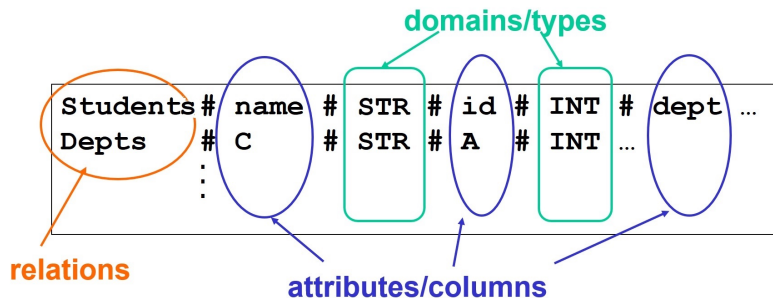 domains/types
Students # name # STR # id # INT # dept …
Depts # C # STR # A # INT …
⋮
relations
attributes/columns